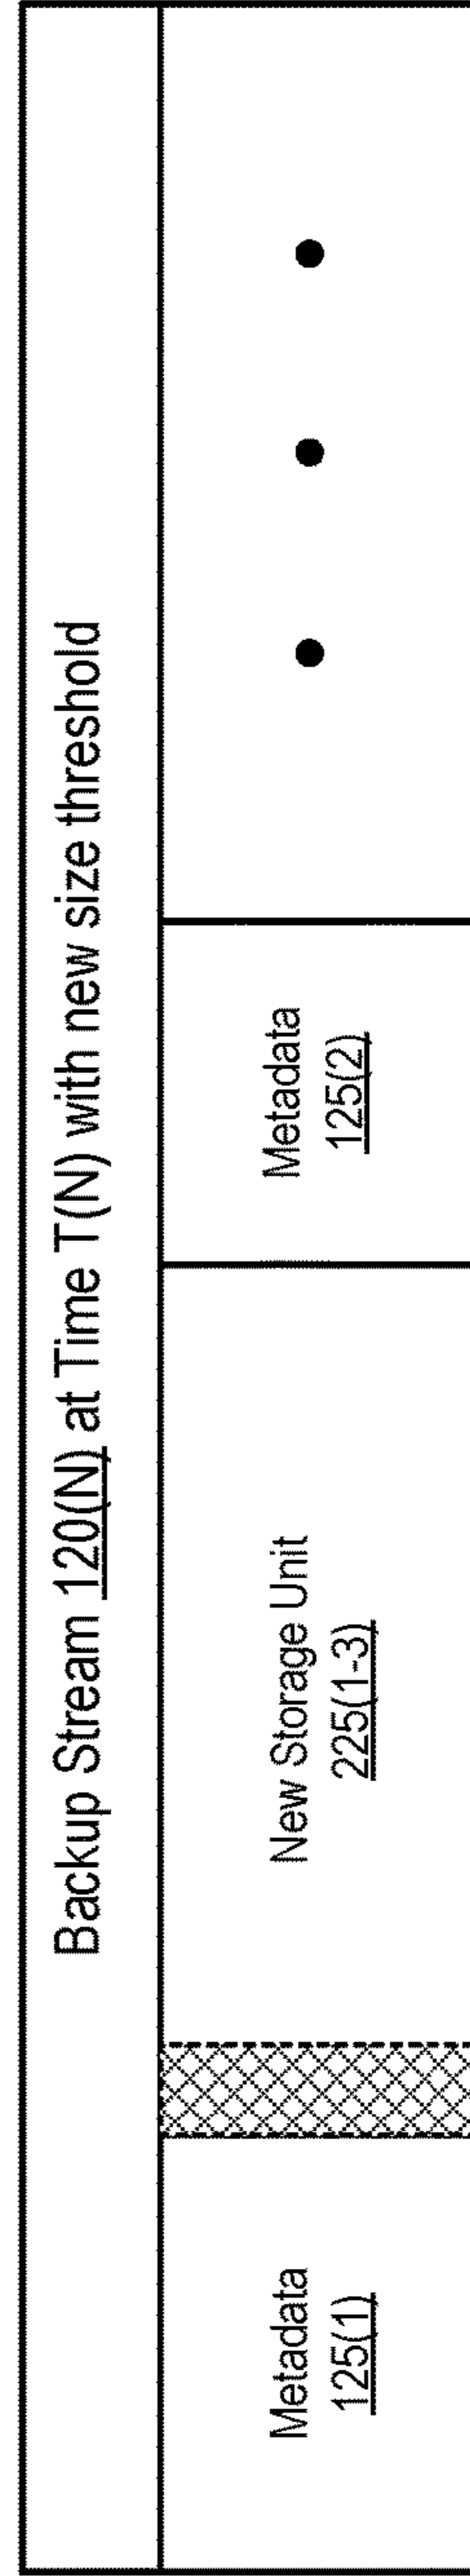 Backup Stream 120(N) at Time T(N) with new size threshold
Metadata
125(1)
New Storage Unit
225(1-3)
Metadata
125(2)